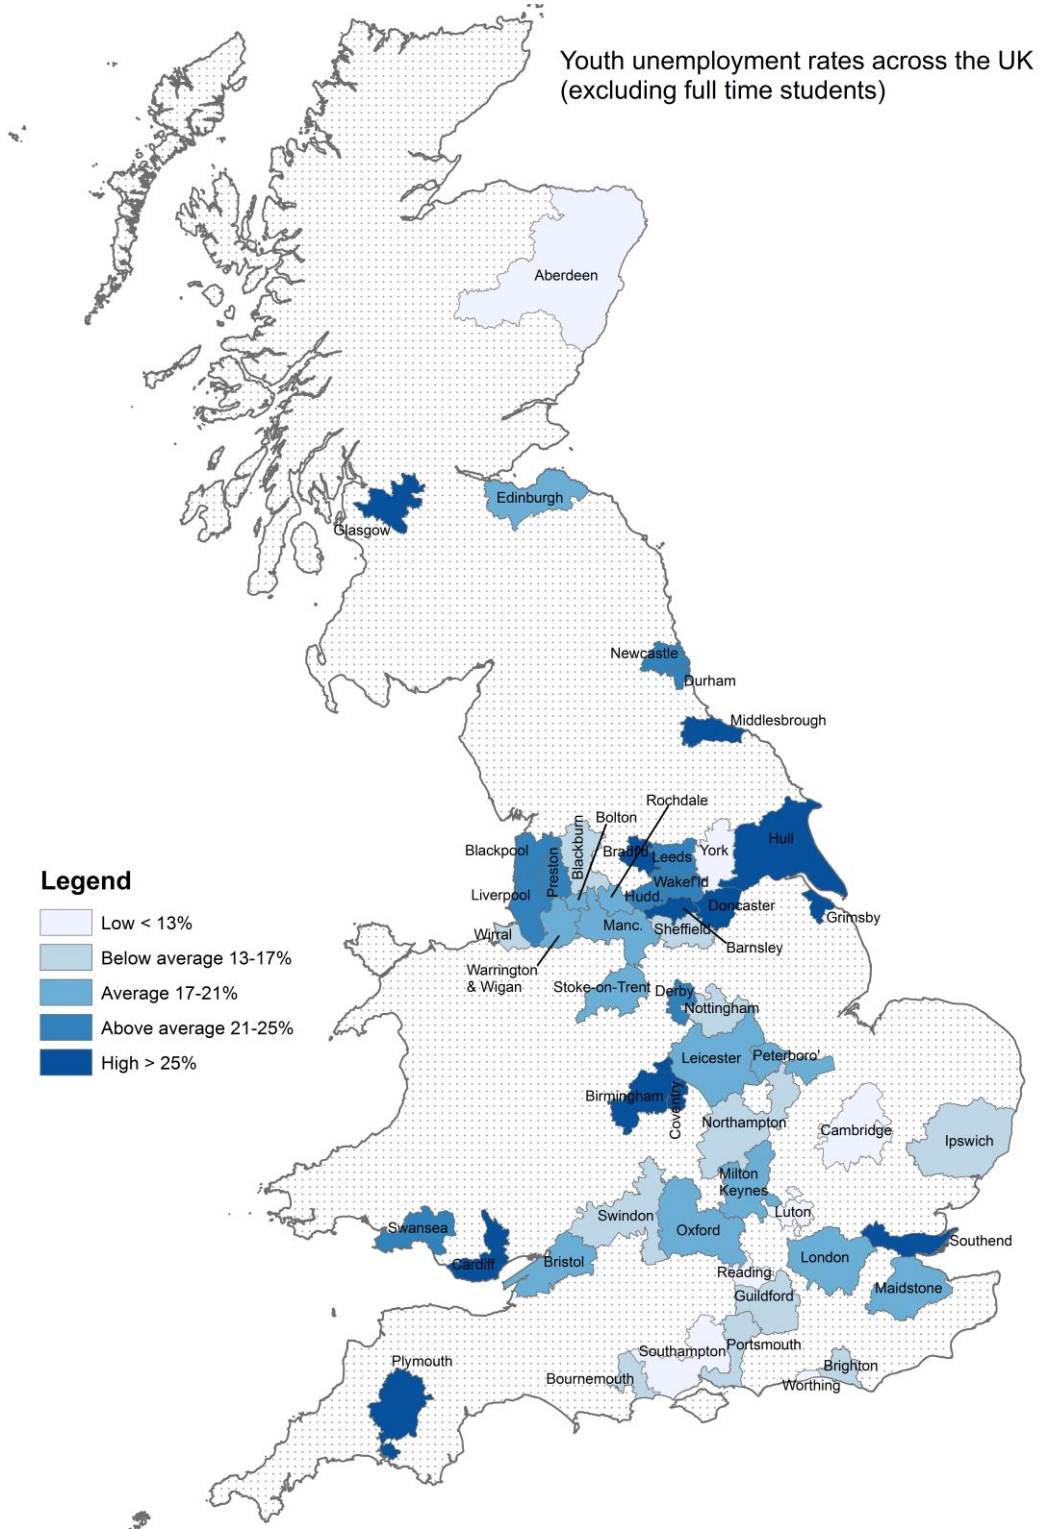 Youth unemployment rates across the UK
(excluding full time students)
Aberdeen
Edinburgh
Glasgow
Newcastle
Durham
Middlesbrough
Rochdale
Bolton
Blackburn
Blackpool
Preston
Bradf'd
Leeds
York
Hull
Liverpool
Wakef'ld
Hudd.
Doncaster
Grimsby
Wirral
Manc.
Sheffield
Barnsley
Warrington
& Wigan
Stoke-on-Trent
Derby
Nottingham
Leicester
Peterboro'
Birmingham
Coventry
Northampton
Cambridge
Ipswich
Milton
Keynes
Luton
Swansea
Swindon
Oxford
Cardiff
Bristol
London
Southend
Reading
Guildford
Maidstone
Portsmouth
Southampton
Bournemouth
Brighton
Worthing
Plymouth
Legend
Low < 13%
Below average 13-17%
Average 17-21%
Above average 21-25%
High > 25%